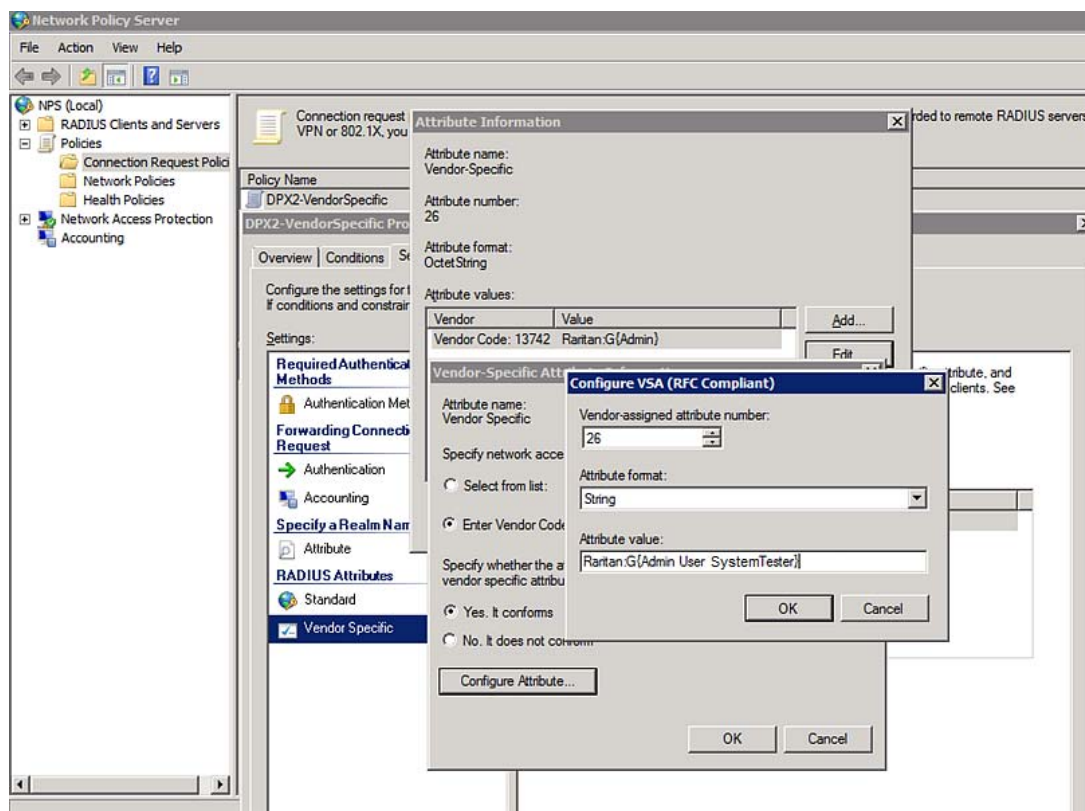 Network Policy Server
File Action View Help
NPS (Local)
RADIUS Clients and Servers
Policies
Connection Request Polici
Network Policies
Health Policies
Network Access Protection
Accounting
Connection request
VPN or 802.1X, you
rded to remote RADIUS servers
Policy Name
DPX2-VendorSpecific
DPX2-VendorSpecific Pro
Overview Conditions Se
Configure the settings for t
If conditions and constrain
Settings:
Required Authenticat
Methods
Authentication Met
Forwarding Connecti
Request
Authentication
Accounting
Specify a Realm Nam
Attribute
RADIUS Attributes
Standard
Vendor Specific
Attribute Information
Attribute name:
Vendor-Specific
Attribute number:
26
Attribute format:
OctetString
Attribute values:
Vendor Value
Vendor Code: 13742 Raritan:G{Admin}
Add...
Edit
tribute, and
clients. See
Vendor-Specific Att
Attribute name:
Vendor Specific
Specify network acce
Select from list:
Enter Vendor Code
Specify whether the a
vendor specific attribu
Yes. It conforms
No. It does not conform
Configure Attribute...
OK Cancel
Configure VSA (RFC Compliant)
Vendor-assigned attribute number:
26
Attribute format:
String
Attribute value:
Raritan:G{Admin User SystemTester}
OK Cancel